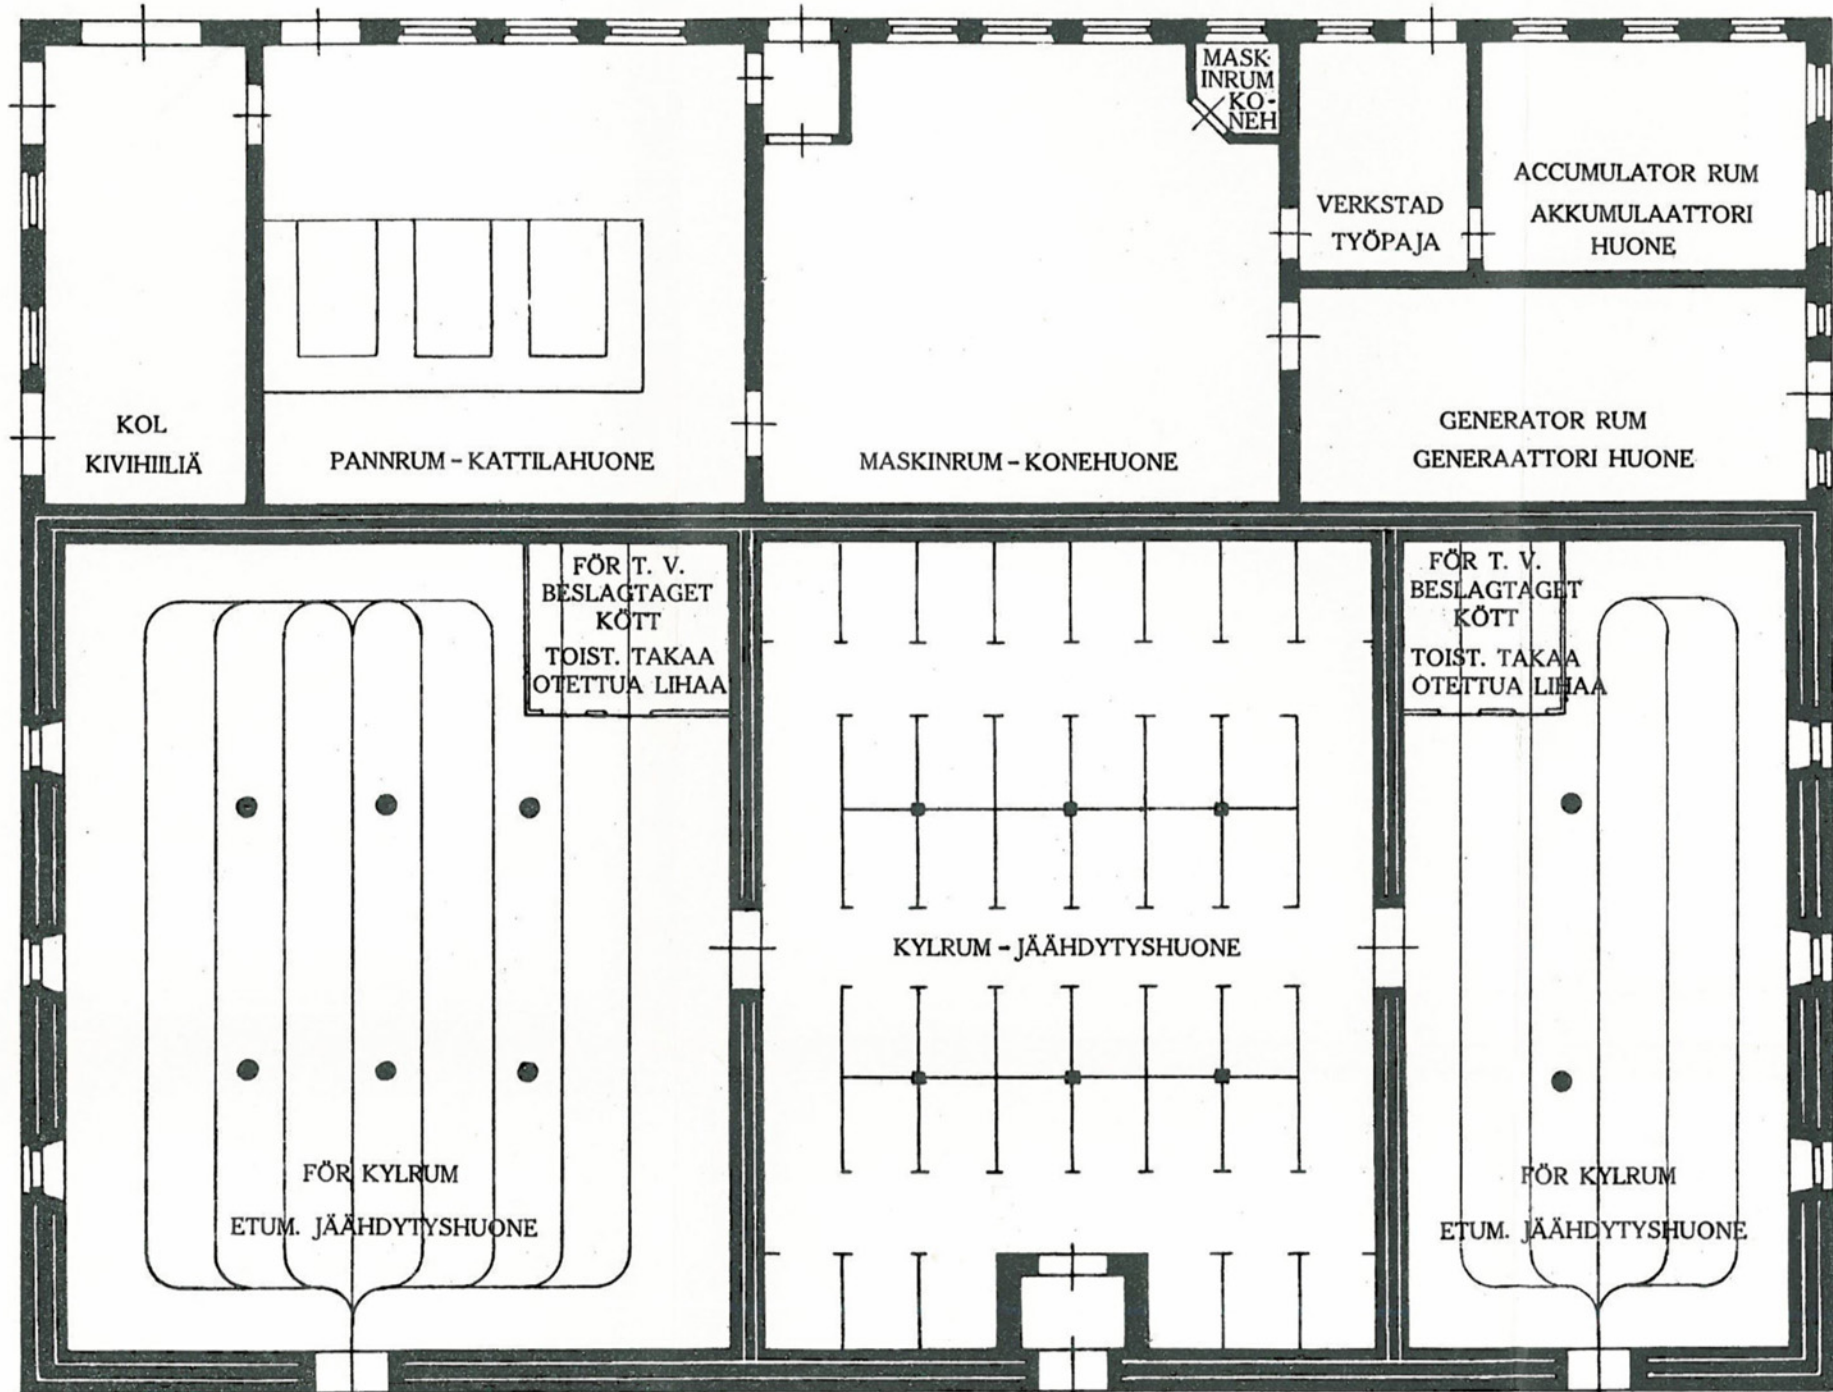 MASK-
INRUM
KO-
NEH
ACCUMULATOR RUM
AKKUMULAATTORI
HUONE
VERKSTAD
TYÖPAJA
KOL
KIVIHIILIÄ
PANNRUM-KATTILAHUONE
MASKINRUM-KONEHUONE
GENERATOR RUM
GENERAATTORI HUONE
FÖR T. V.
BESLAGTAGET
KÖTT
TOIST. TAKAA
OTETTUA LIHAA
FÖR T. V.
BESLAGTAGET
KÖTT
TOIST. TAKAA
OTETTUA LIHAA
KYLRUM-JÄÄHDYTYSHUONE
FÖR KYLRUM
ETUM. JÄÄHDYTYSHUONE
FÖR KYLRUM
ETUM. JÄÄHDYTYSHUONE